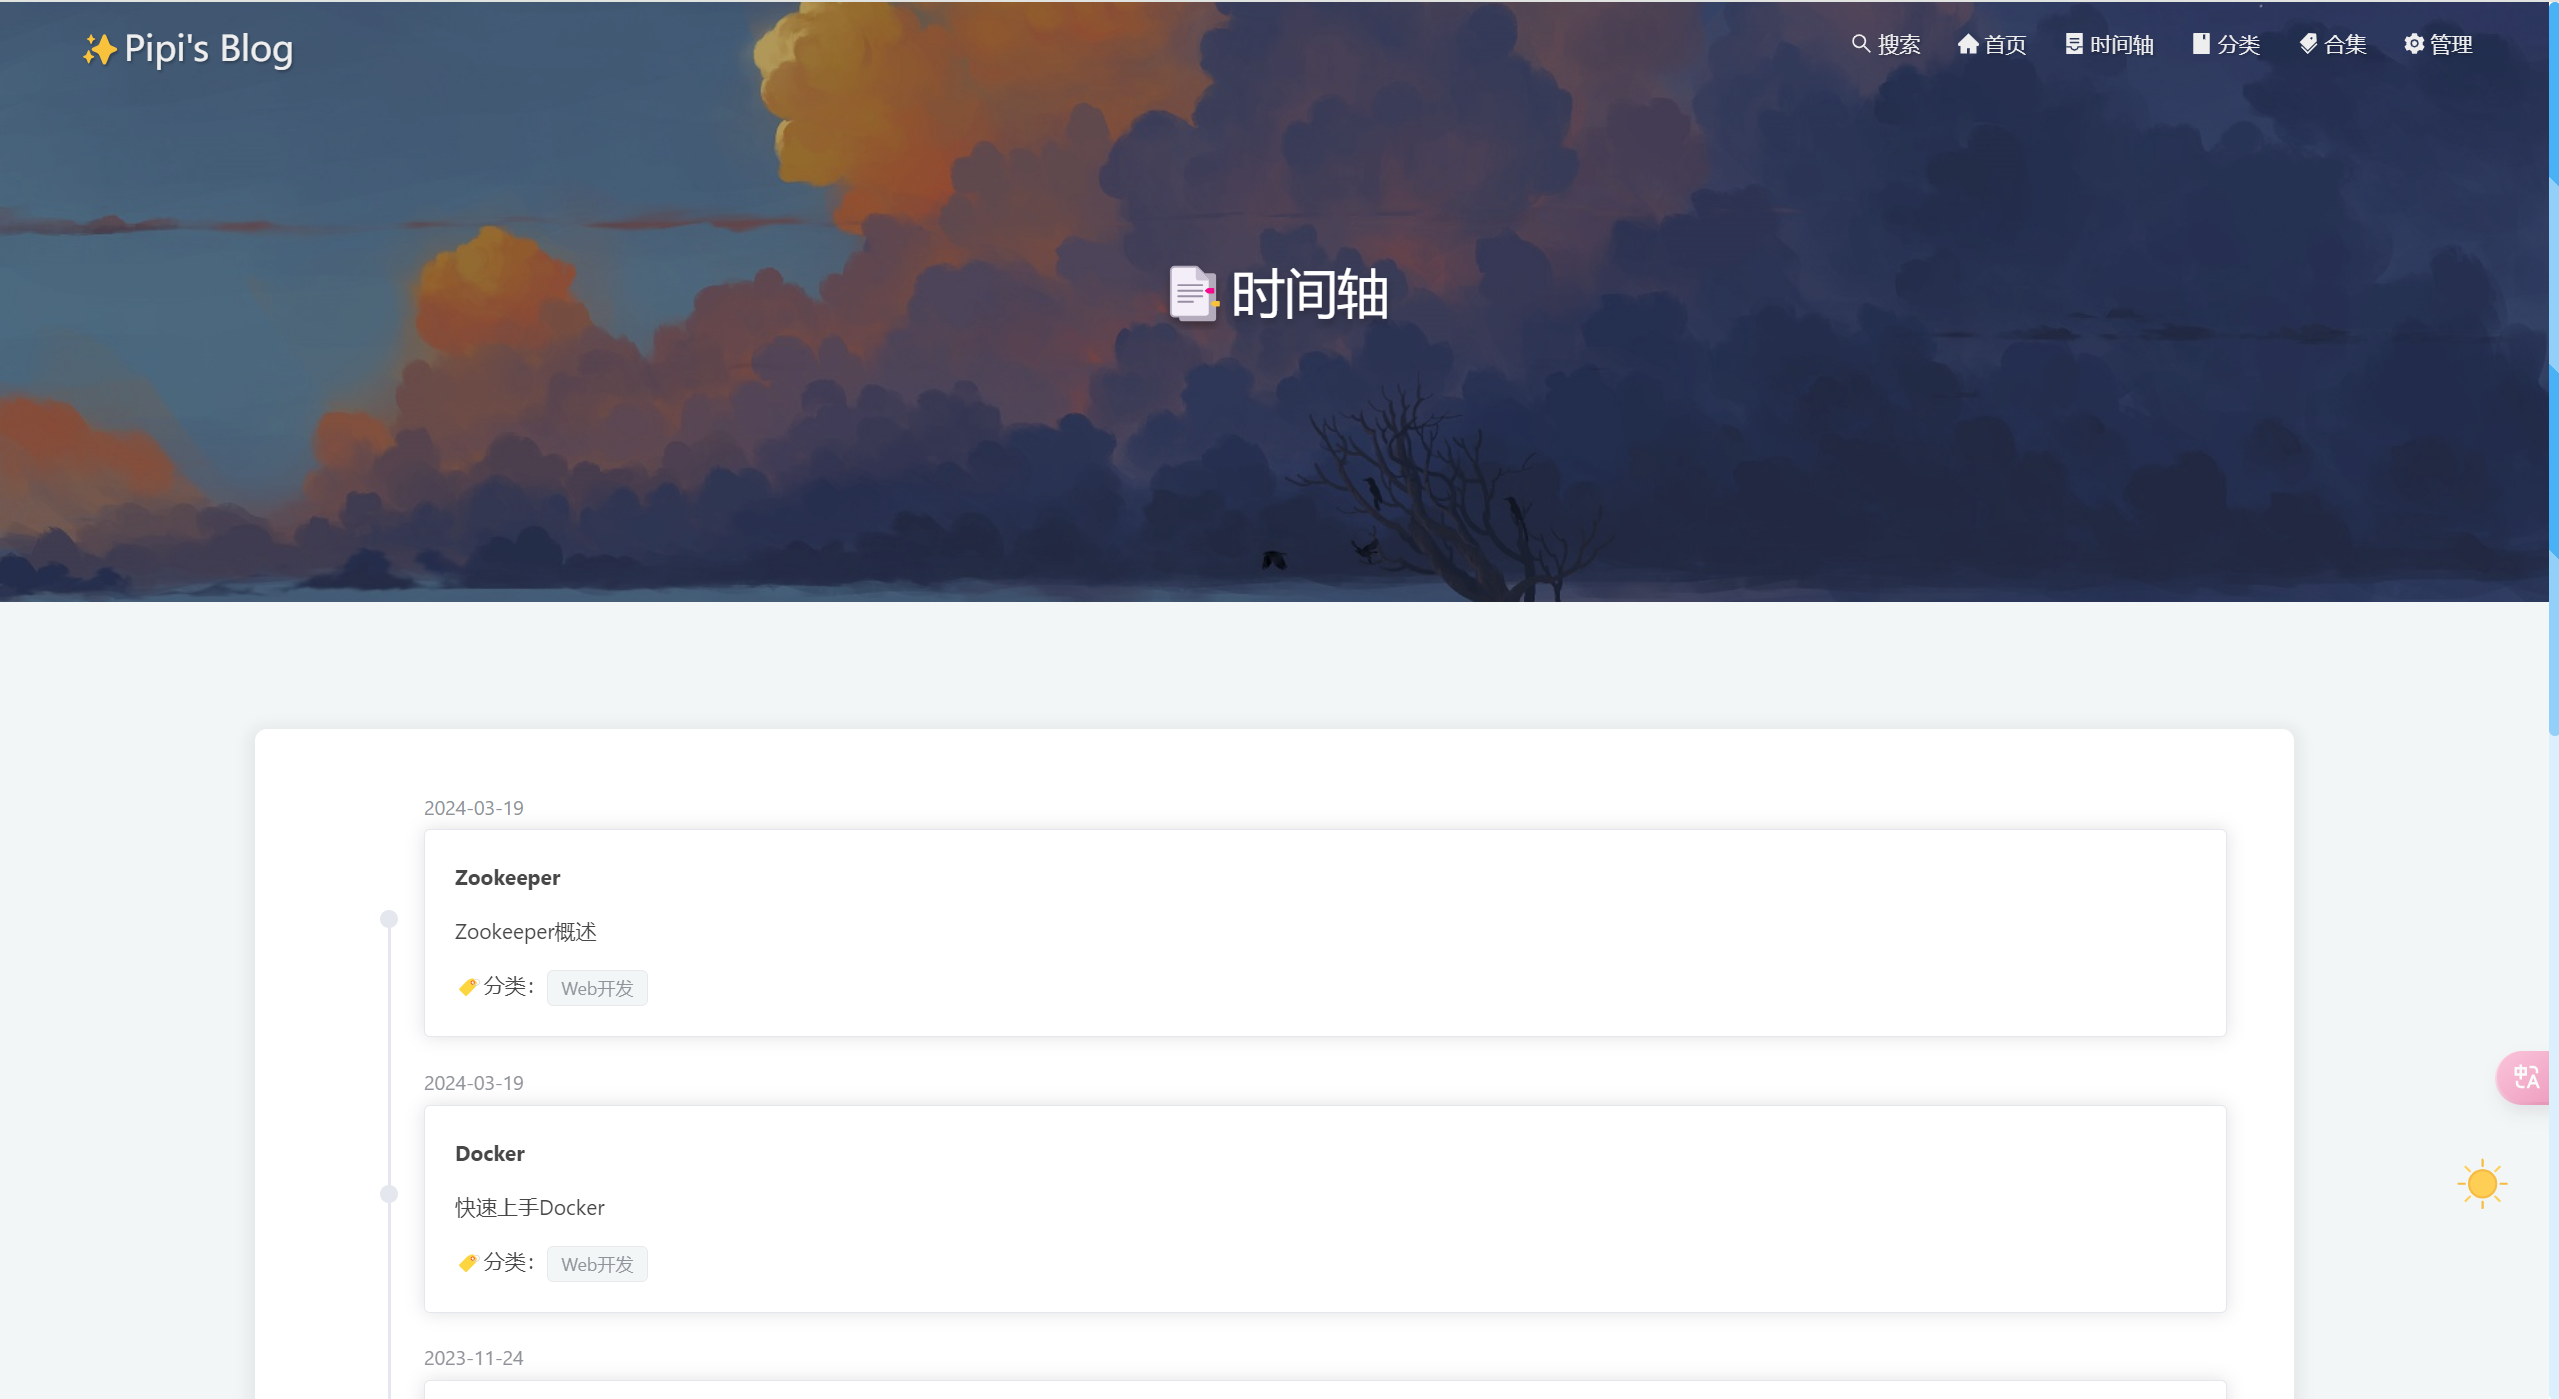 ✨Pipi's Blog
搜索 首页 时间轴 分类 合集 管理
📑时间轴
2024-03-19
Zookeeper
Zookeeper概述
分类： Web开发
2024-03-19
Docker
快速上手Docker
分类： Web开发
2023-11-24
中A